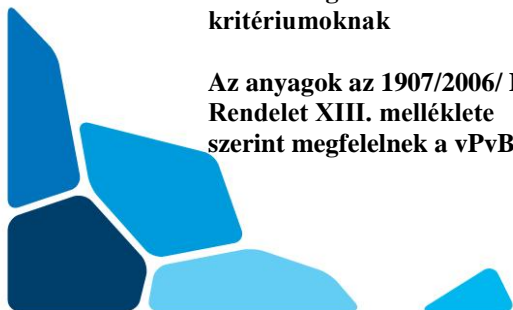 kritériumoknak
Az anyagok az 1907/2006/
Rendelet XIII. melléklete
szerint megfelelnek a vPvB